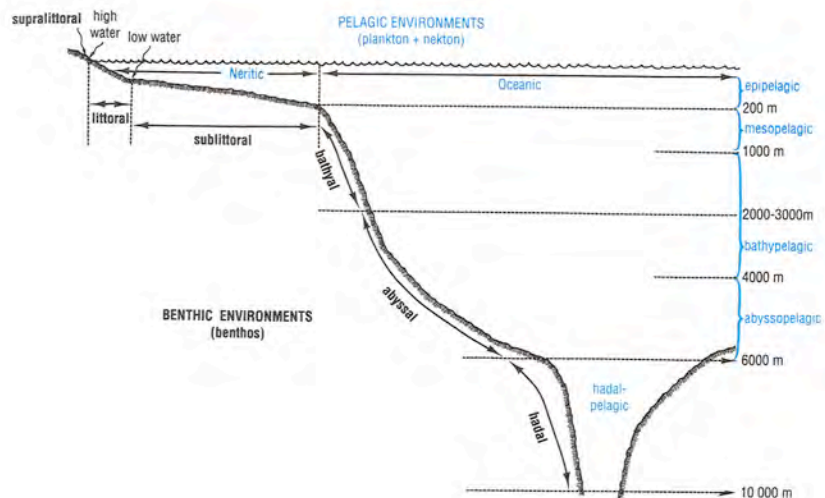 PELAGIC ENVIRONMENTS
(plankton + nekton)
supralittoral
high
water
low water
Neritic
Oceanic
epipelagic
200 m
littoral
sublittoral
mesopelagic
1000 m
bathyal
2000-3000m
bathypelagic
4000 m
abyssal
BENTHIC ENVIRONMENTS
(benthos)
abyssopelagic
6000 m
hadal-
pelagic
hadal
10 000 m